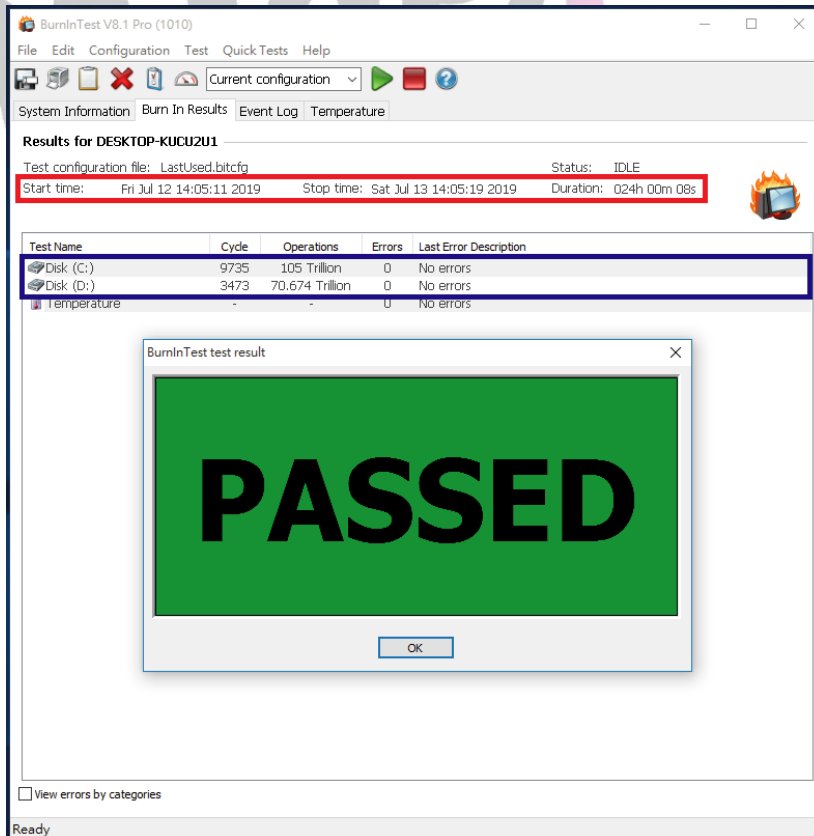 BurnInTest V8.1 Pro (1010)
File Edit Configuration Test Quick Tests Help
Current configuration
System Information Burn In Results Event Log Temperature
Results for DESKTOP-KUCU2U1
Test configuration file: LastUsed.bitcfg Status: IDLE
Start time: Fri Jul 12 14:05:11 2019 Stop time: Sat Jul 13 14:05:19 2019 Duration: 024h 00m 08s
Test Name Cycle Operations Errors Last Error Description
Disk (C:) 9735 105 Trillion 0 No errors
Disk (D:) 3473 70.674 Trillion 0 No errors
Temperature - - 0 No errors
BurnInTest test result
PASSED
OK
View errors by categories
Ready